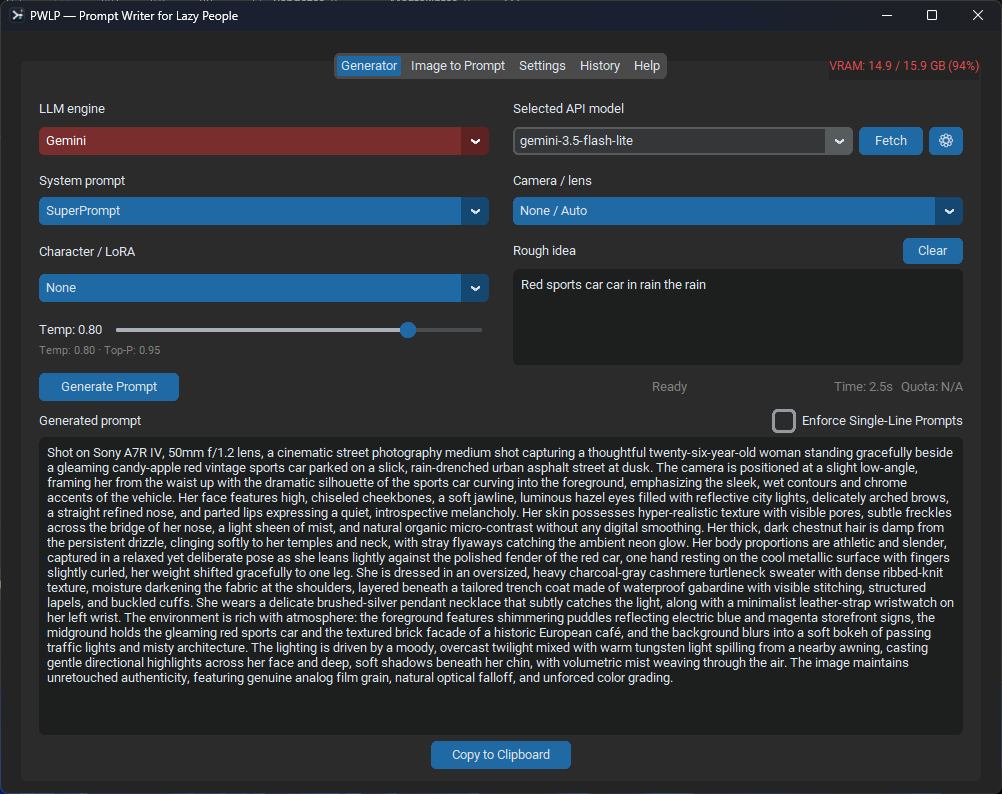 PWLP — Prompt Writer for Lazy People
Generator Image to Prompt Settings History Help
VRAM: 14.9 / 15.9 GB (94%)
LLM engine
Selected API model
Gemini
gemini-3.5-flash-lite
Fetch
System prompt
Camera / lens
SuperPrompt
None / Auto
Character / LoRA
Rough idea
Clear
None
Red sports car car in rain the rain
Temp: 0.80
Temp: 0.80 · Top-P: 0.95
Generate Prompt
Ready
Time: 2.5s Quota: N/A
Generated prompt
Enforce Single-Line Prompts
Shot on Sony A7R IV, 50mm f/1.2 lens, a cinematic street photography medium shot capturing a thoughtful twenty-six-year-old woman standing gracefully beside
a gleaming candy-apple red vintage sports car parked on a slick, rain-drenched urban asphalt street at dusk. The camera is positioned at a slight low-angle,
framing her from the waist up with the dramatic silhouette of the sports car curving into the foreground, emphasizing the sleek, wet contours and chrome
accents of the vehicle. Her face features high, chiseled cheekbones, a soft jawline, luminous hazel eyes filled with reflective city lights, delicately arched brows,
a straight refined nose, and parted lips expressing a quiet, introspective melancholy. Her skin possesses hyper-realistic texture with visible pores, subtle freckles
across the bridge of her nose, a light sheen of mist, and natural organic micro-contrast without any digital smoothing. Her thick, dark chestnut hair is damp from
the persistent drizzle, clinging softly to her temples and neck, with stray flyaways catching the ambient neon glow. Her body proportions are athletic and slender,
captured in a relaxed yet deliberate pose as she leans lightly against the polished fender of the red car, one hand resting on the cool metallic surface with fingers
slightly curled, her weight shifted gracefully to one leg. She is dressed in an oversized, heavy charcoal-gray cashmere turtleneck sweater with dense ribbed-knit
texture, moisture darkening the fabric at the shoulders, layered beneath a tailored trench coat made of waterproof gabardine with visible stitching, structured
lapels, and buckled cuffs. She wears a delicate brushed-silver pendant necklace that subtly catches the light, along with a minimalist leather-strap wristwatch on
her left wrist. The environment is rich with atmosphere: the foreground features shimmering puddles reflecting electric blue and magenta storefront signs, the
midground holds the gleaming red sports car and the textured brick facade of a historic European café, and the background blurs into a soft bokeh of passing
traffic lights and misty architecture. The lighting is driven by a moody, overcast twilight mixed with warm tungsten light spilling from a nearby awning, casting
gentle directional highlights across her face and deep, soft shadows beneath her chin, with volumetric mist weaving through the air. The image maintains
unretouched authenticity, featuring genuine analog film grain, natural optical falloff, and unforced color grading.
Copy to Clipboard